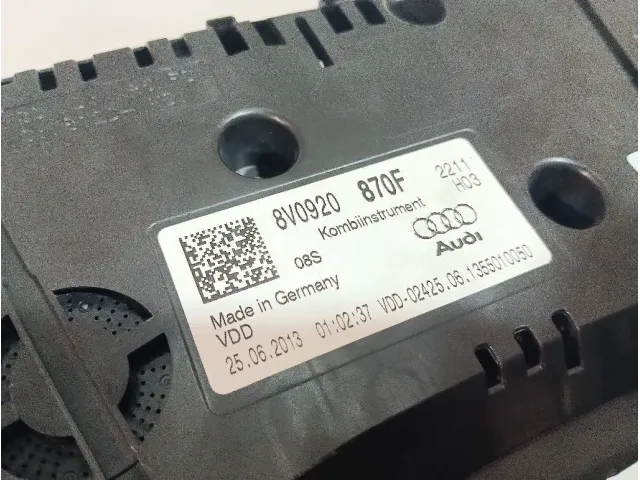 8V0920 870F 2211
Kombiinstrument H03
08S
Audi
Made in Germany
VDD
25.06.2013 01:02:37 VDD-02425.06.1355010050